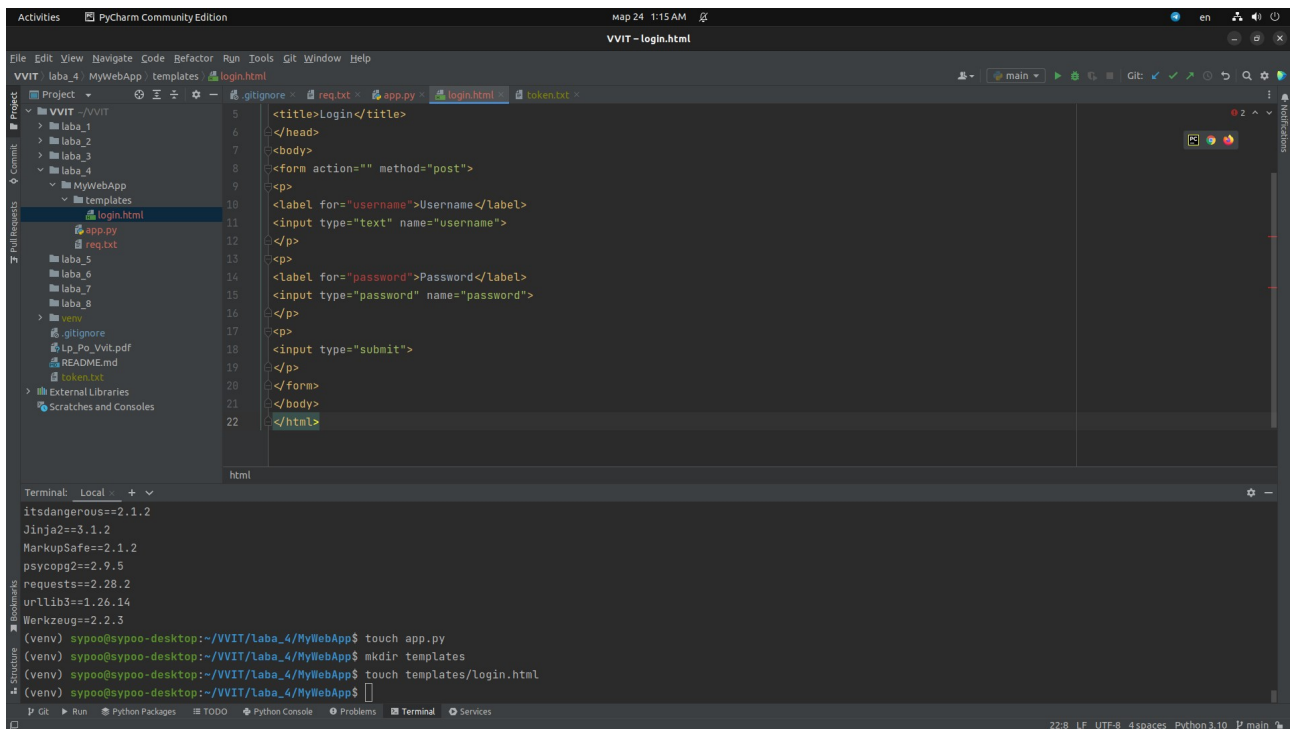 Activities PyCharm Community Edition мар 24 1:15 AM en
VVIT – login.html
File Edit View Navigate Code Refactor Run Tools Git Window Help
VVIT laba_4 MyWebApp templates login.html main Git:
Project .gitignore req.txt app.py login.html token.txt
VVIT ~/VVIT
laba_1
laba_2
laba_3
laba_4
MyWebApp
templates
login.html
app.py
req.txt
laba_5
laba_6
laba_7
laba_8
venv
.gitignore
Lp_Po_Vvit.pdf
README.md
token.txt
External Libraries
Scratches and Consoles
Project
Commit
Pull Requests
Bookmarks
Structure
5 <title>Login</title>
6 </head>
7 <body>
8 <form action="" method="post">
9 <p>
10 <label for="username">Username</label>
11 <input type="text" name="username">
12 </p>
13 <p>
14 <label for="password">Password</label>
15 <input type="password" name="password">
16 </p>
17 <p>
18 <input type="submit">
19 </p>
20 </form>
21 </body>
22 </html>
2
Notifications
html
Terminal: Local
itsdangerous==2.1.2
Jinja2==3.1.2
MarkupSafe==2.1.2
psycopg2==2.9.5
requests==2.28.2
urllib3==1.26.14
Werkzeug==2.2.3
(venv) sypoo@sypoo-desktop:~/VVIT/laba_4/MyWebApp$ touch app.py
(venv) sypoo@sypoo-desktop:~/VVIT/laba_4/MyWebApp$ mkdir templates
(venv) sypoo@sypoo-desktop:~/VVIT/laba_4/MyWebApp$ touch templates/login.html
(venv) sypoo@sypoo-desktop:~/VVIT/laba_4/MyWebApp$
Git Run Python Packages TODO Python Console Problems Terminal Services
22:8 LF UTF-8 4 spaces Python 3.10 main